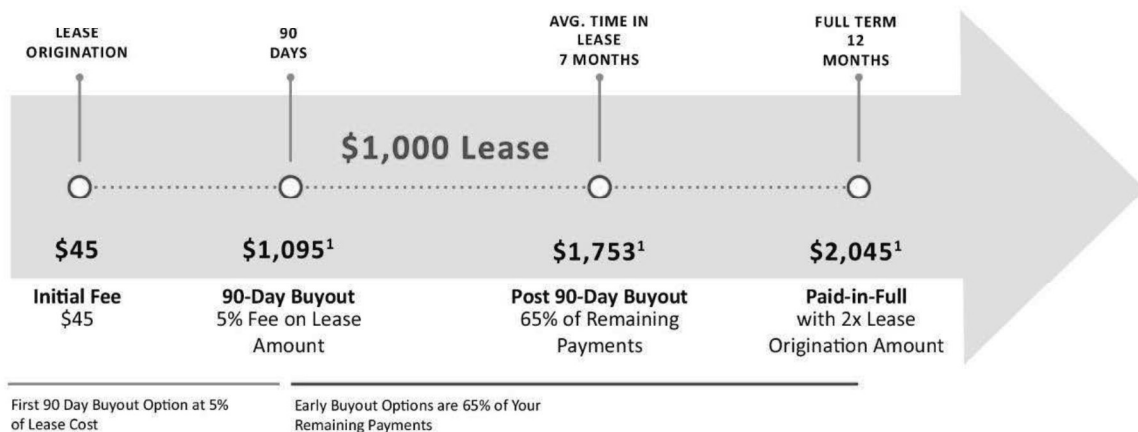 LEASE
ORIGINATION
90
DAYS
AVG. TIME IN
LEASE
7 MONTHS
FULL TERM
12
MONTHS
$1,000 Lease
$45
$1,095¹
$1,753¹
$2,045¹
Initial Fee
$45
90-Day Buyout
5% Fee on Lease
Amount
Post 90-Day Buyout
65% of Remaining
Payments
Paid-in-Full
with 2x Lease
Origination Amount
First 90 Day Buyout Option at 5%
of Lease Cost
Early Buyout Options are 65% of Your
Remaining Payments